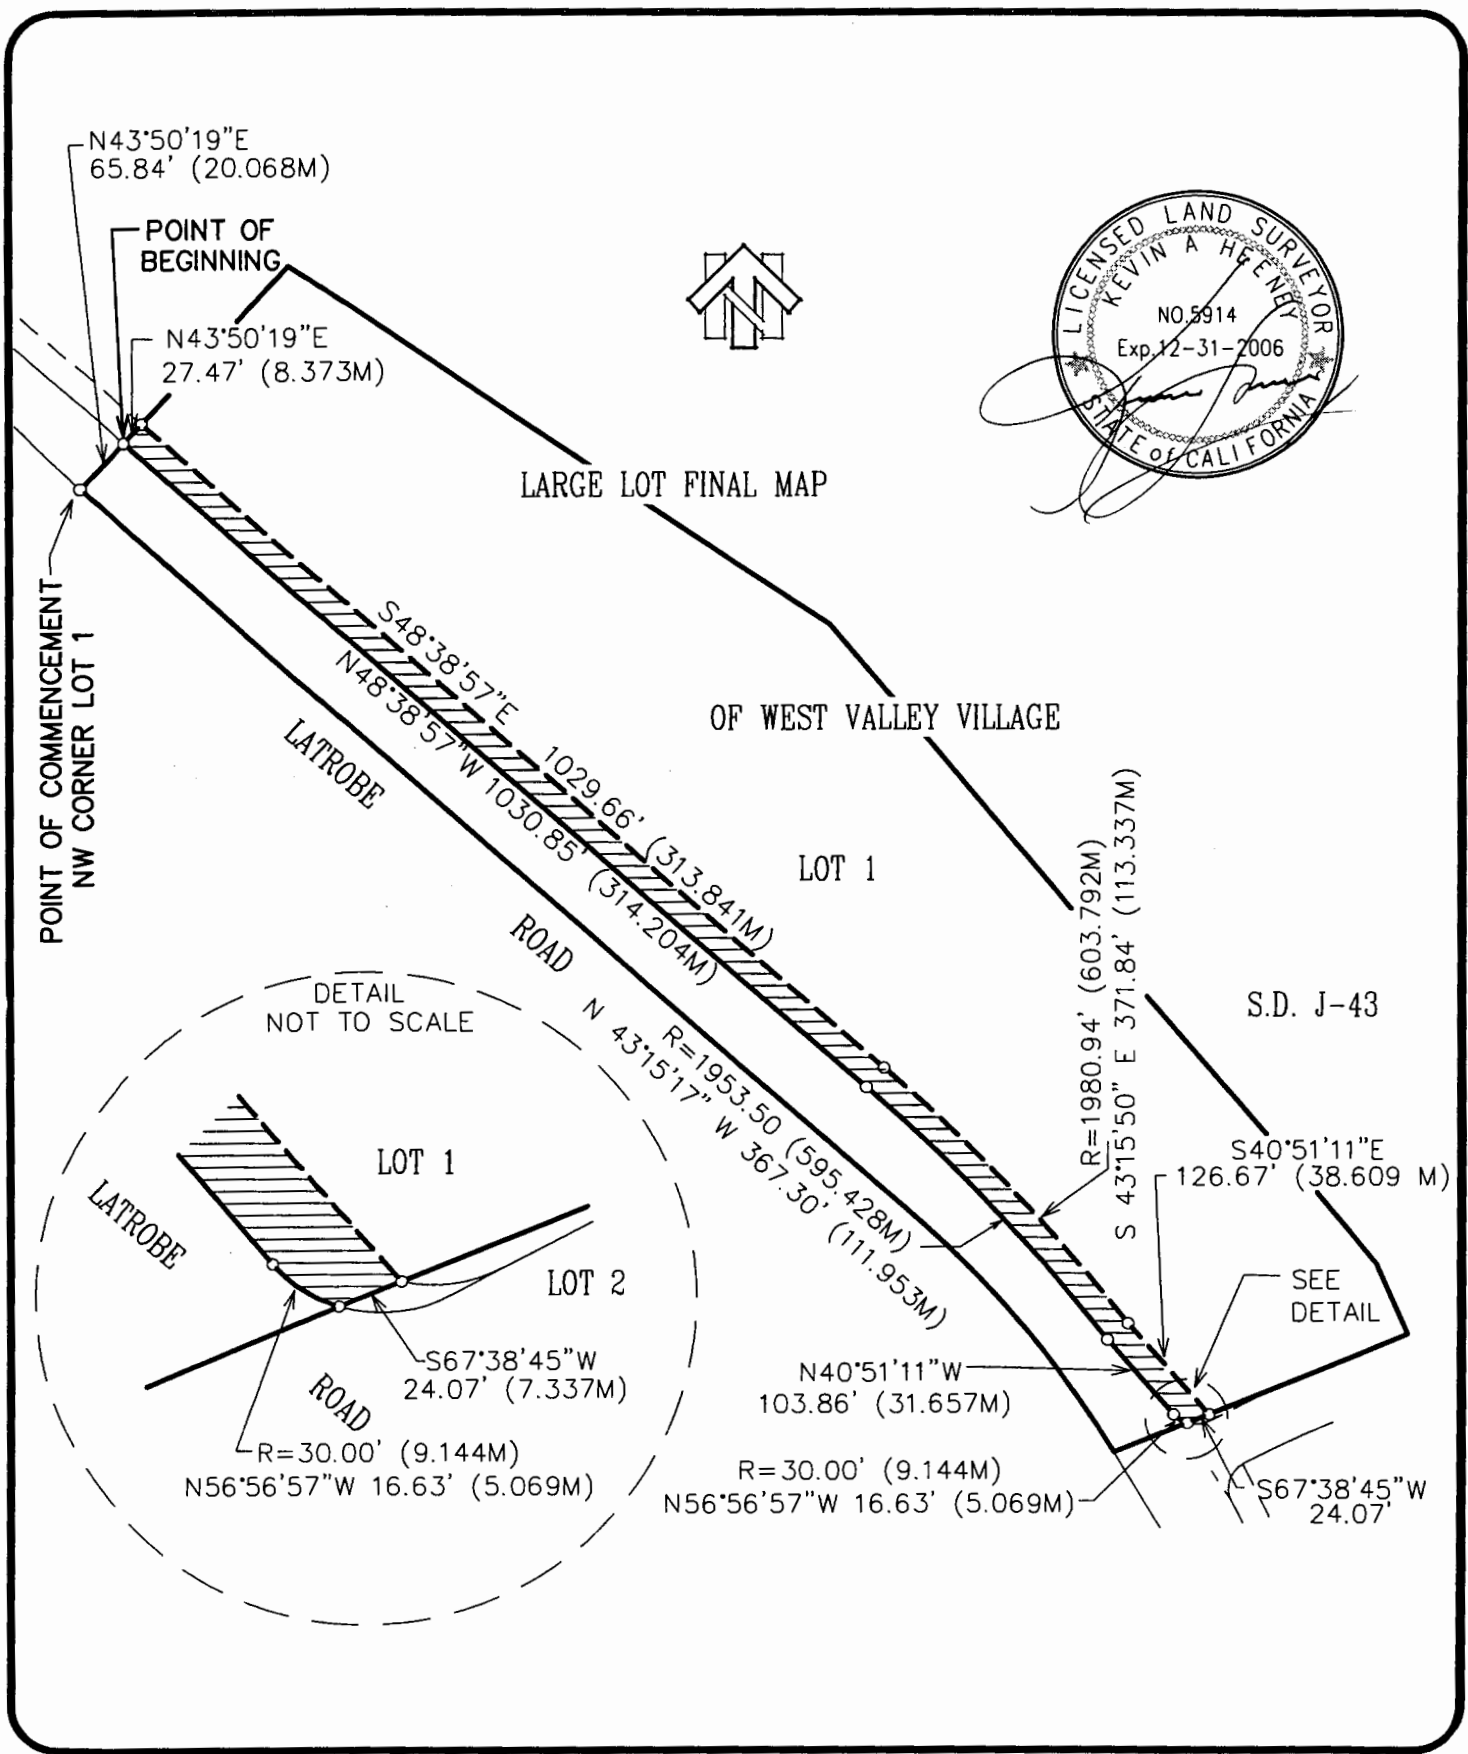 N43°50'19"E
65.84' (20.068M)
POINT OF
BEGINNING
N43°50'19"E
27.47' (8.373M)
N
LICENSED LAND SURVEYOR
KEVIN A HEENEY
NO.5914
Exp.12-31-2006
STATE of CALIFORNIA
LARGE LOT FINAL MAP
POINT OF COMMENCEMENT
NW CORNER LOT 1
S48°38'57"E 1029.66' (313.841M)
N48°38'57"W 1030.85' (314.204M)
OF WEST VALLEY VILLAGE
LATROBE
ROAD
LOT 1
R=1980.94' (603.792M)
S 43°15'50" E 371.84' (113.337M)
S.D. J-43
R=1953.50 (595.428M)
N 43°15'17" W 367.30' (111.953M)
S40°51'11"E
126.67' (38.609 M)
SEE
DETAIL
N40°51'11"W
103.86' (31.657M)
R=30.00' (9.144M)
N56°56'57"W 16.63' (5.069M)
S67°38'45"W
24.07'
DETAIL
NOT TO SCALE
LOT 1
LATROBE
LOT 2
S67°38'45"W
24.07' (7.337M)
ROAD
R=30.00' (9.144M)
N56°56'57"W 16.63' (5.069M)